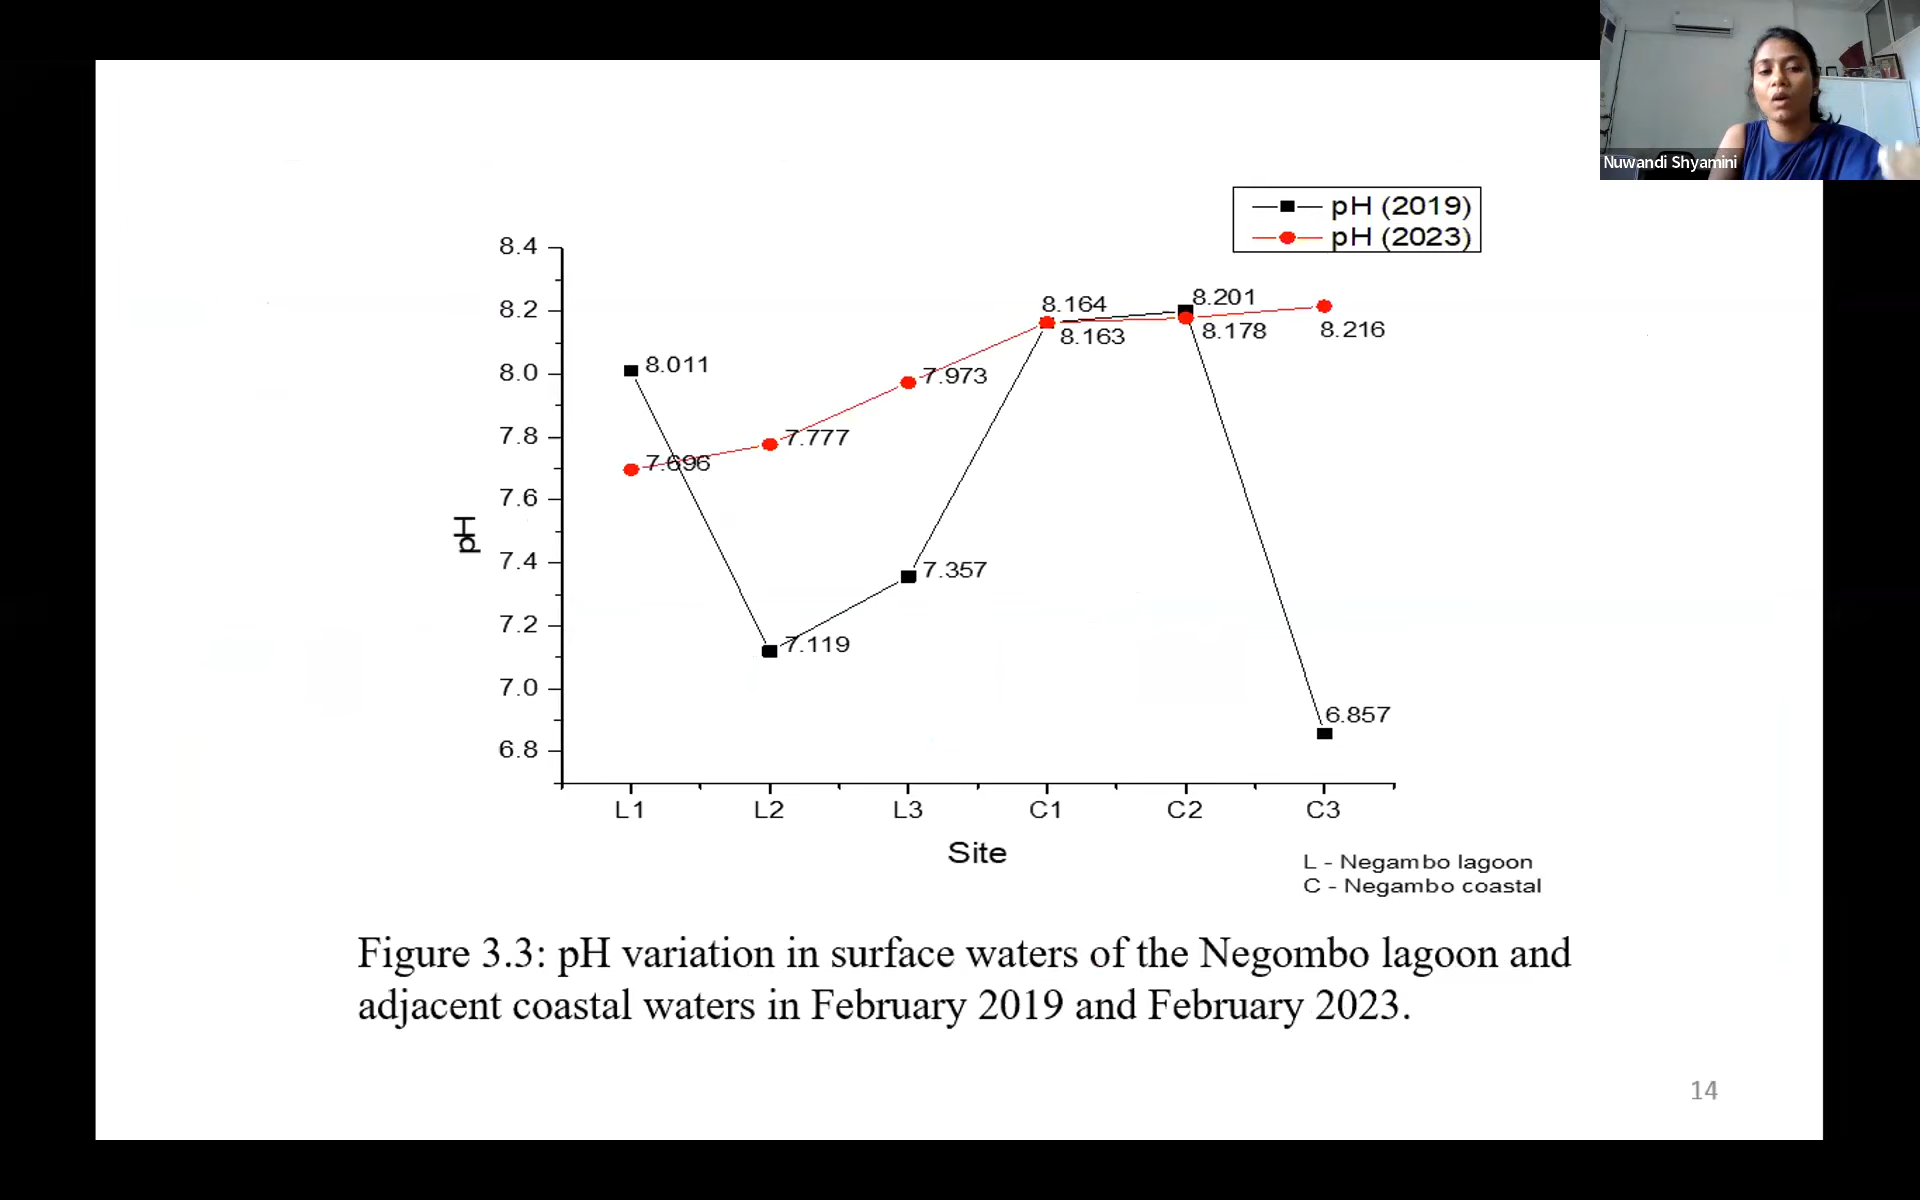 Nuwandi Shyamini
pH (2019)
pH (2023)
8.4
8.2
8.0
7.8
7.6
7.4
7.2
7.0
6.8
pH
8.011
7.696
7.119
7.777
7.357
7.973
8.164
8.163
8.201
8.178
8.216
6.857
L1 L2 L3 C1 C2 C3
Site
L - Negambo lagoon
C - Negambo coastal
Figure 3.3: pH variation in surface waters of the Negombo lagoon and
adjacent coastal waters in February 2019 and February 2023.
14